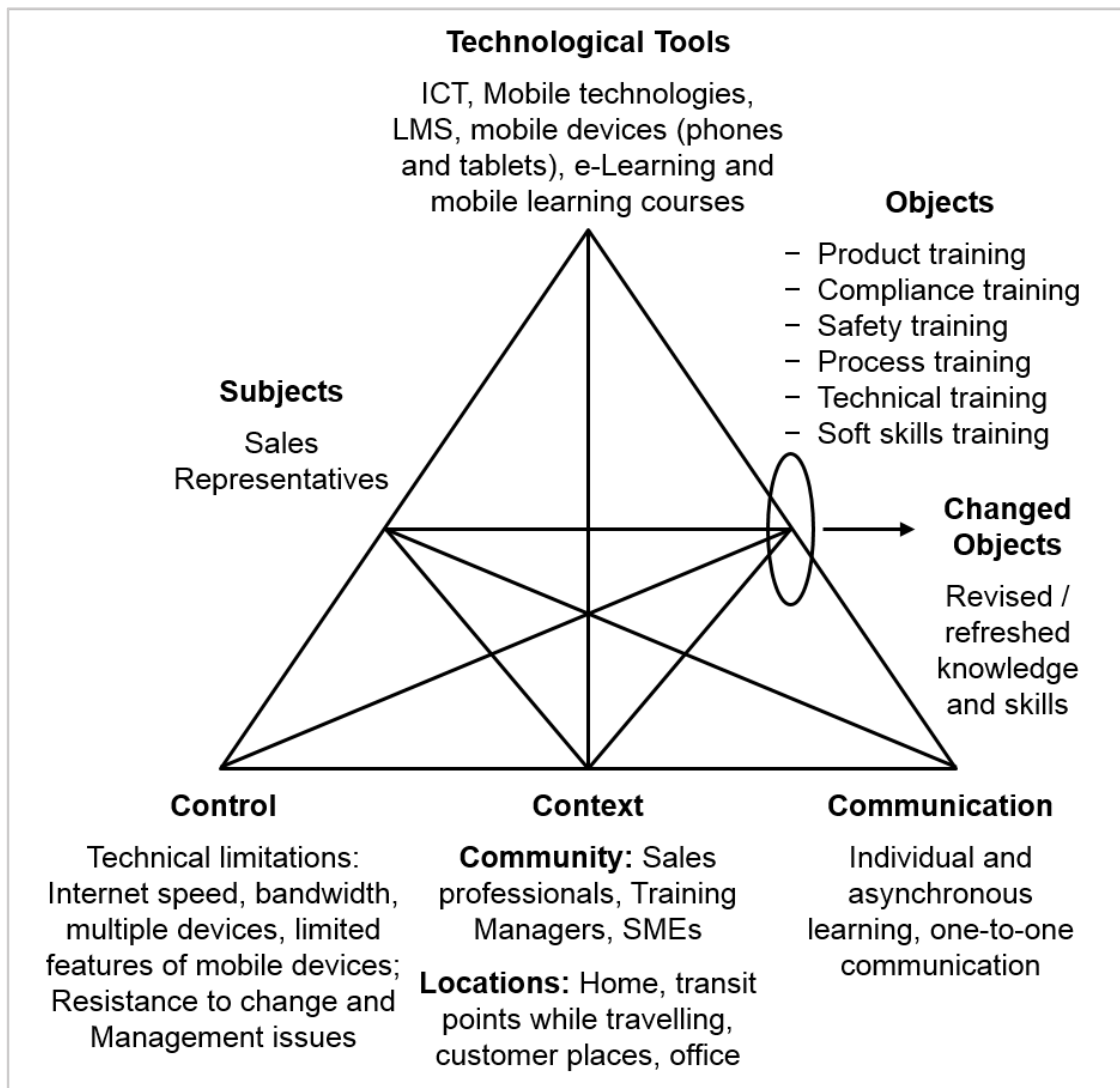 Technological Tools
ICT, Mobile technologies,
LMS, mobile devices (phones
and tablets), e-Learning and
mobile learning courses
Objects
− Product training
− Compliance training
− Safety training
− Process training
− Technical training
− Soft skills training
Subjects
Sales
Representatives
Changed
Objects
Revised /
refreshed
knowledge
and skills
Control
Technical limitations:
Internet speed, bandwidth,
multiple devices, limited
features of mobile devices;
Resistance to change and
Management issues
Context
Community: Sales
professionals, Training
Managers, SMEs
Locations: Home, transit
points while travelling,
customer places, office
Communication
Individual and
asynchronous
learning, one-to-one
communication